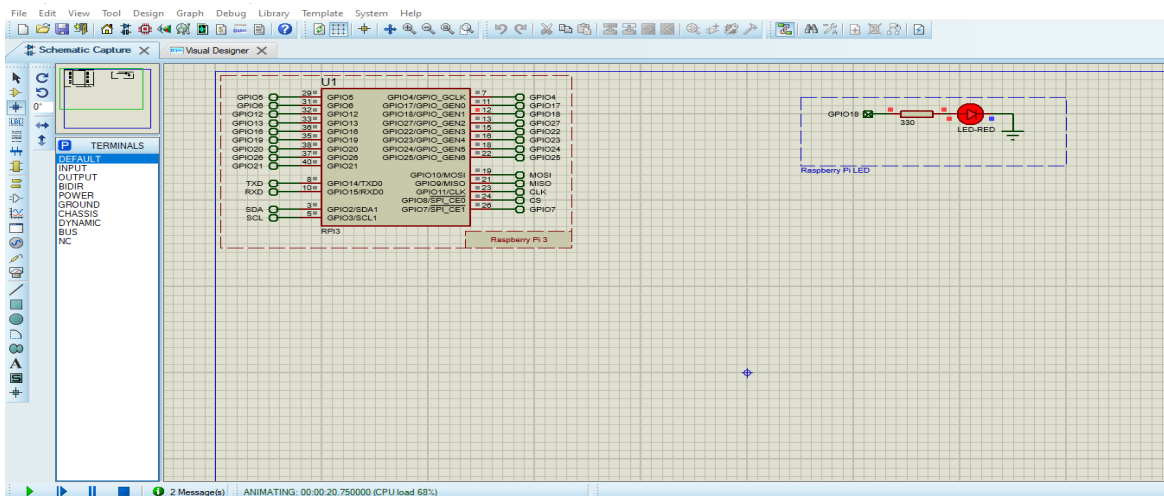 File Edit View Tool Design Graph Debug Library Template System Help
Schematic Capture
Visual Designer
0°
LBL
P TERMINALS
DEFAULT
INPUT
OUTPUT
BIDIR
POWER
GROUND
CHASSIS
DYNAMIC
BUS
NC
U1
GPIO5 29 GPIO5 GPIO4/GPIO_GCLK 7 GPIO4
GPIO6 31 GPIO6 GPIO17/GPIO_GEN0 11 GPIO17
GPIO12 32 GPIO12 GPIO18/GPIO_GEN1 12 GPIO18
GPIO13 33 GPIO13 GPIO27/GPIO_GEN2 13 GPIO27
GPIO16 36 GPIO16 GPIO22/GPIO_GEN3 15 GPIO22
GPIO19 35 GPIO19 GPIO23/GPIO_GEN4 16 GPIO23
GPIO20 38 GPIO20 GPIO24/GPIO_GEN5 18 GPIO24
GPIO26 37 GPIO26 GPIO25/GPIO_GEN6 22 GPIO25
GPIO21 40 GPIO21
GPIO10/MOSI 19 MOSI
TXD 8 GPIO14/TXD0 GPIO9/MISO 21 MISO
RXD 10 GPIO15/RXD0 GPIO11/CLK 23 CLK
GPIO8/SPI_CE0 24 CS
SDA 3 GPIO2/SDA1 GPIO7/SPI_CE1 26 GPIO7
SCL 5 GPIO3/SCL1
RPI3
Raspberry Pi 3
GPIO18
330
LED-RED
Raspberry Pi LED
2 Message(s) ANIMATING: 00:00:20.750000 (CPU load 68%)